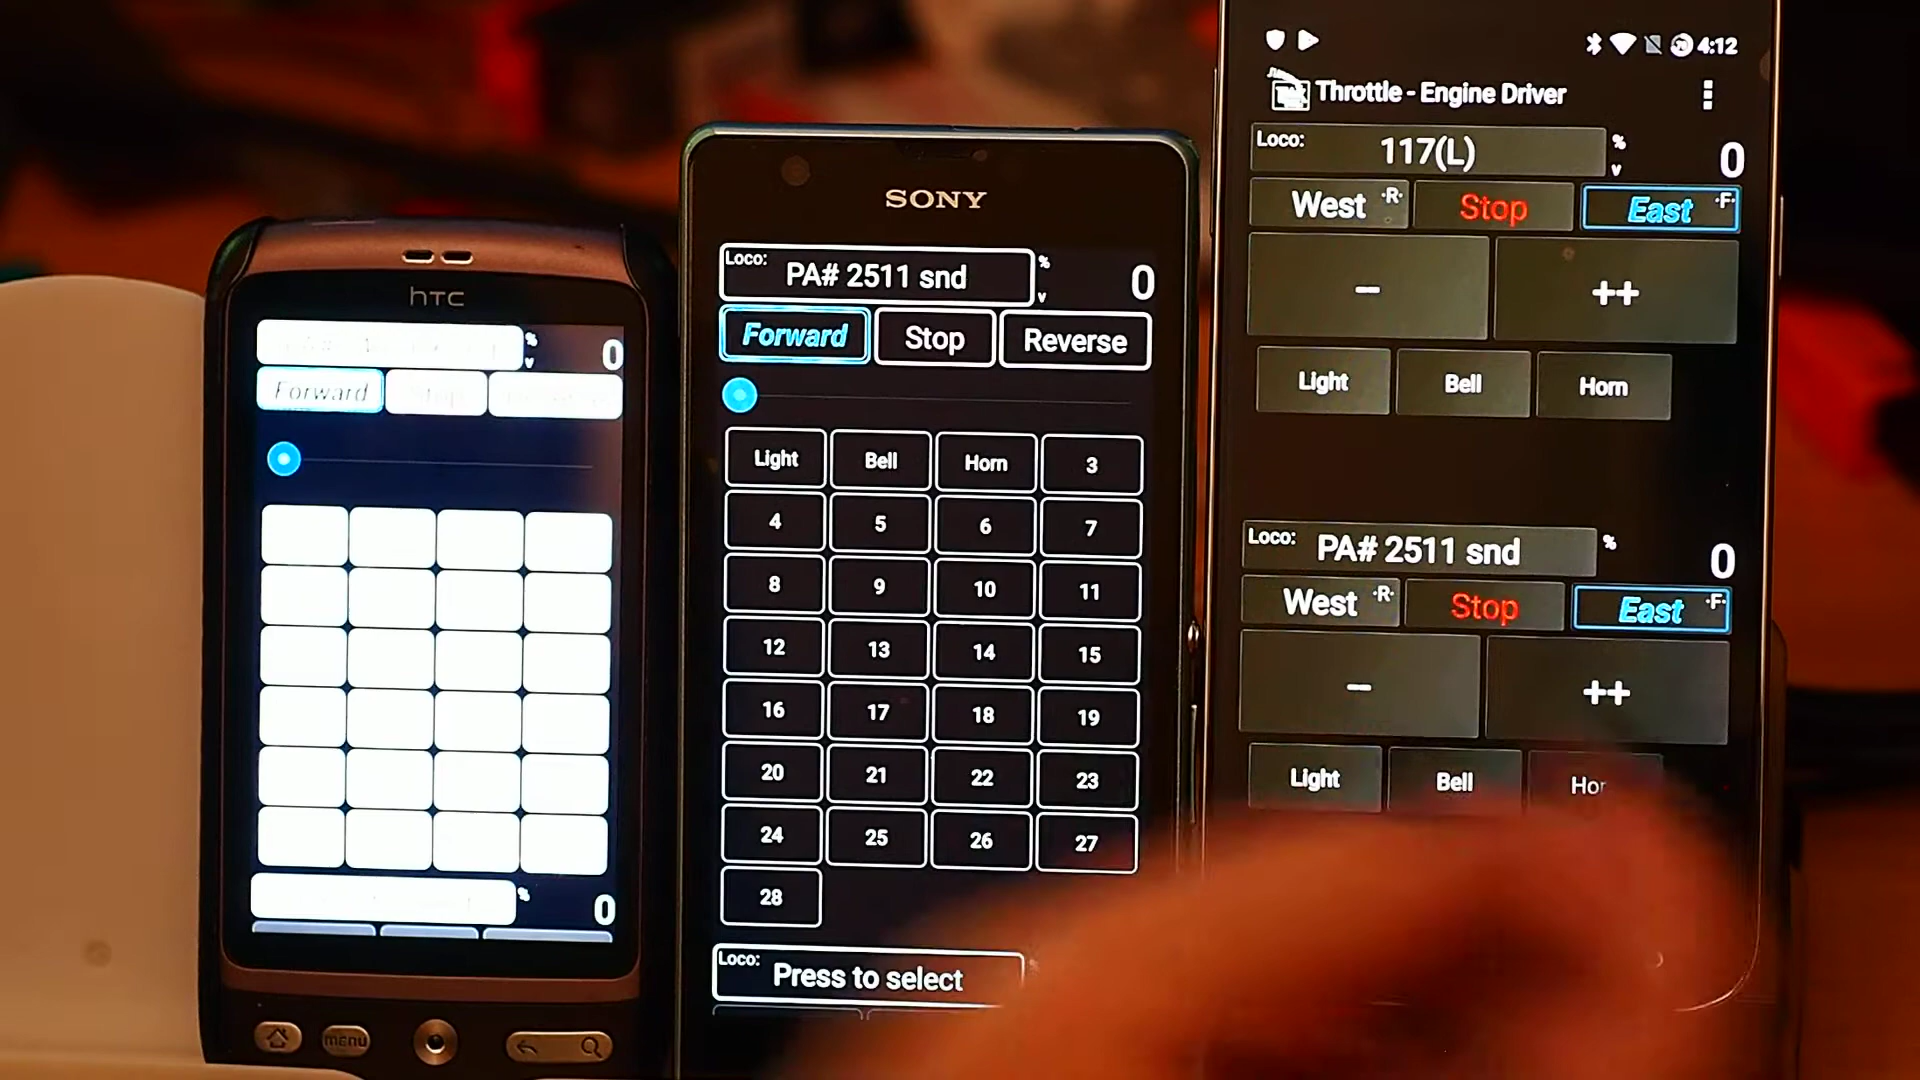 hTC
%
v
0
Forward
%
0
menu
SONY
Loco:
PA# 2511 snd
%
v
0
Forward
Stop
Reverse
Light
Bell
Horn
3
4
5
6
7
8
9
10
11
12
13
14
15
16
17
18
19
20
21
22
23
24
25
26
27
28
Loco:
Press to select
4:12
Throttle - Engine Driver
Loco:
117(L)
%
v
0
West ·R·
Stop
East ·F·
–
++
Light
Bell
Horn
Loco:
PA# 2511 snd
%
0
West ·R·
Stop
East ·F·
–
++
Light
Bell
Hor